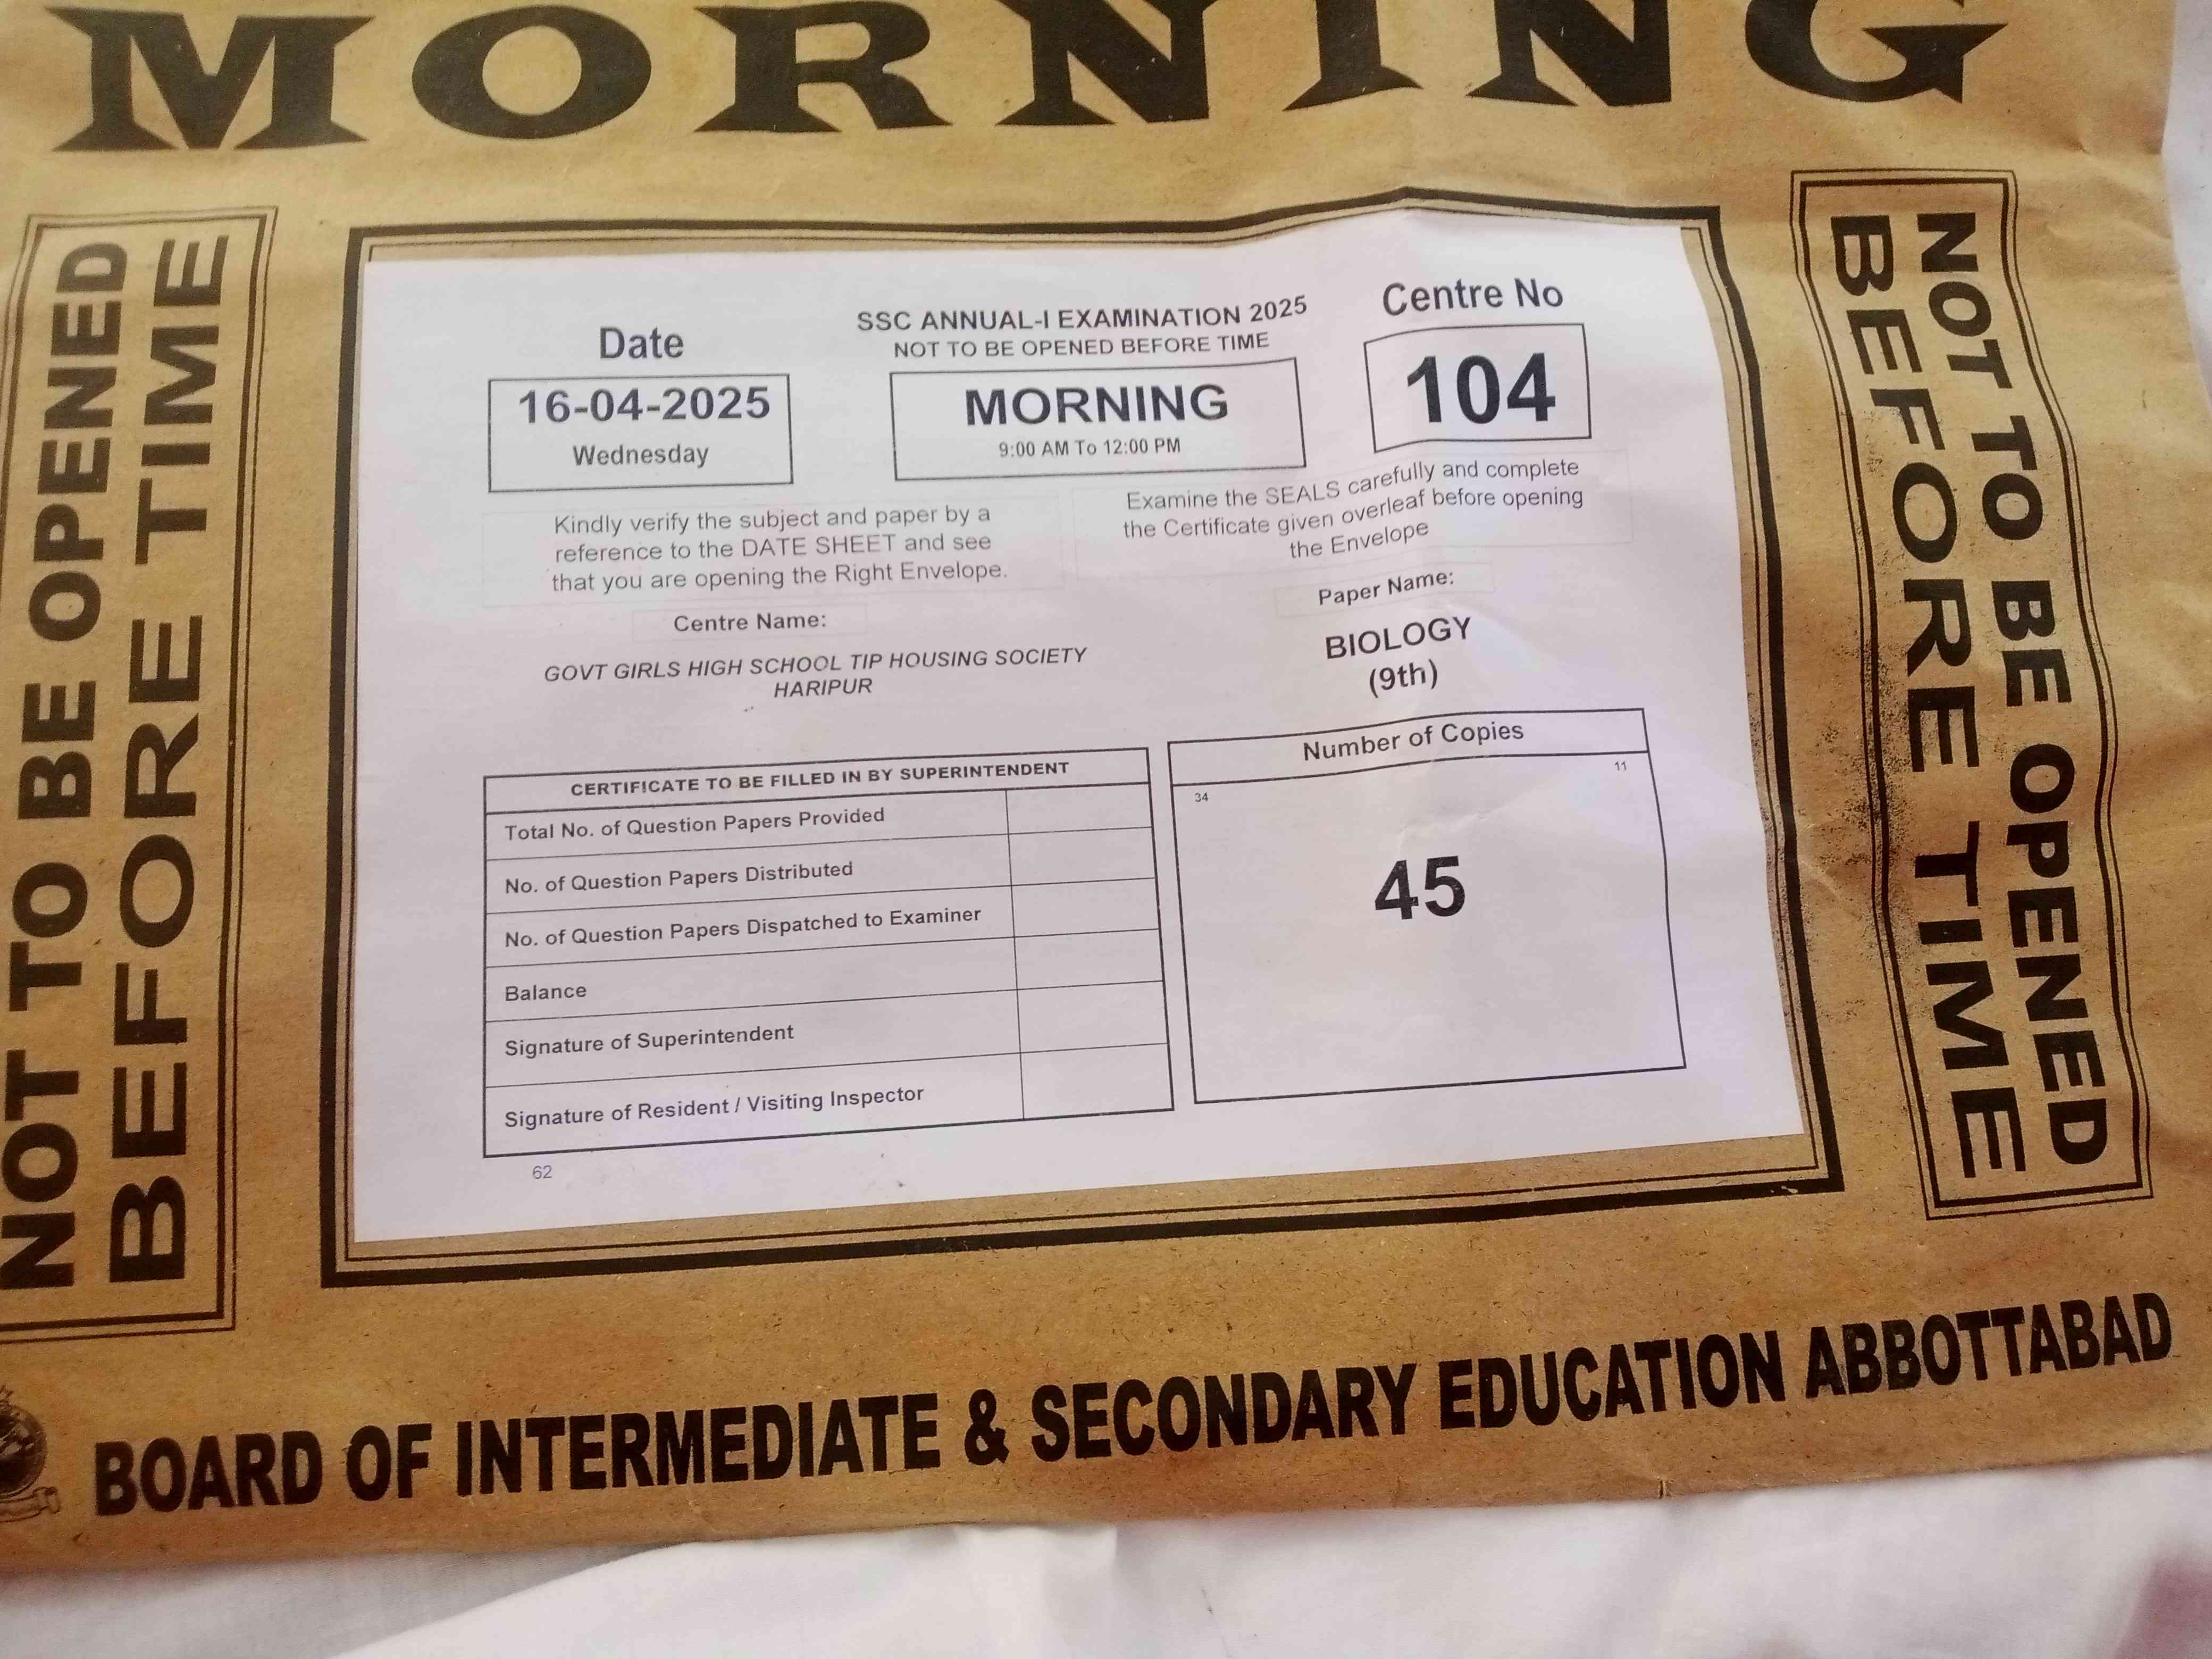 MORNING
NOT TO BE OPENED
BEFORE TIME
Date
16-04-2025
Wednesday
SSC ANNUAL-I EXAMINATION 2025
NOT TO BE OPENED BEFORE TIME
MORNING
9:00 AM To 12:00 PM
Centre No
104
Kindly verify the subject and paper by a
reference to the DATE SHEET and see
that you are opening the Right Envelope.
Examine the SEALS carefully and complete
the Certificate given overleaf before opening
the Envelope
Centre Name:
GOVT GIRLS HIGH SCHOOL TIP HOUSING SOCIETY
HARIPUR
Paper Name:
BIOLOGY
(9th)
CERTIFICATE TO BE FILLED IN BY SUPERINTENDENT
Total No. of Question Papers Provided
No. of Question Papers Distributed
No. of Question Papers Dispatched to Examiner
Balance
Signature of Superintendent
Signature of Resident / Visiting Inspector
62
Number of Copies
34
11
45
NOT TO BE OPENED
BEFORE TIME
BOARD OF INTERMEDIATE & SECONDARY EDUCATION ABBOTTABAD